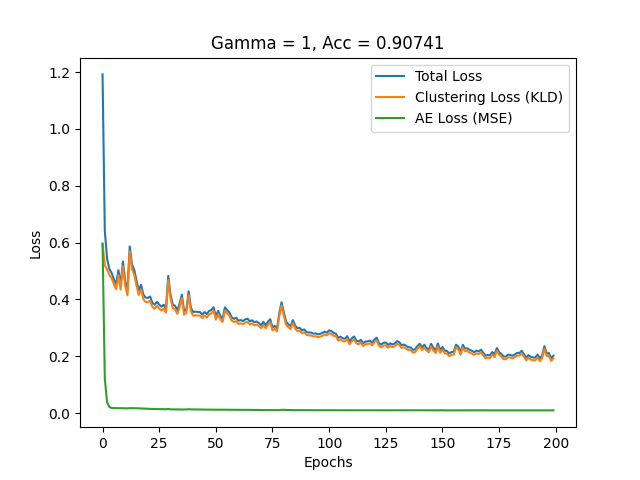 Gamma = 1, Acc = 0.90741
Total Loss
Clustering Loss (KLD)
AE Loss (MSE)
Loss
1.2
1.0
0.8
0.6
0.4
0.2
0.0
0 25 50 75 100 125 150 175 200
Epochs